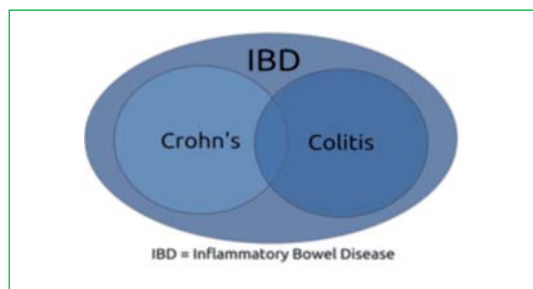 IBD
Crohn's
Colitis
IBD = Inflammatory Bowel Disease